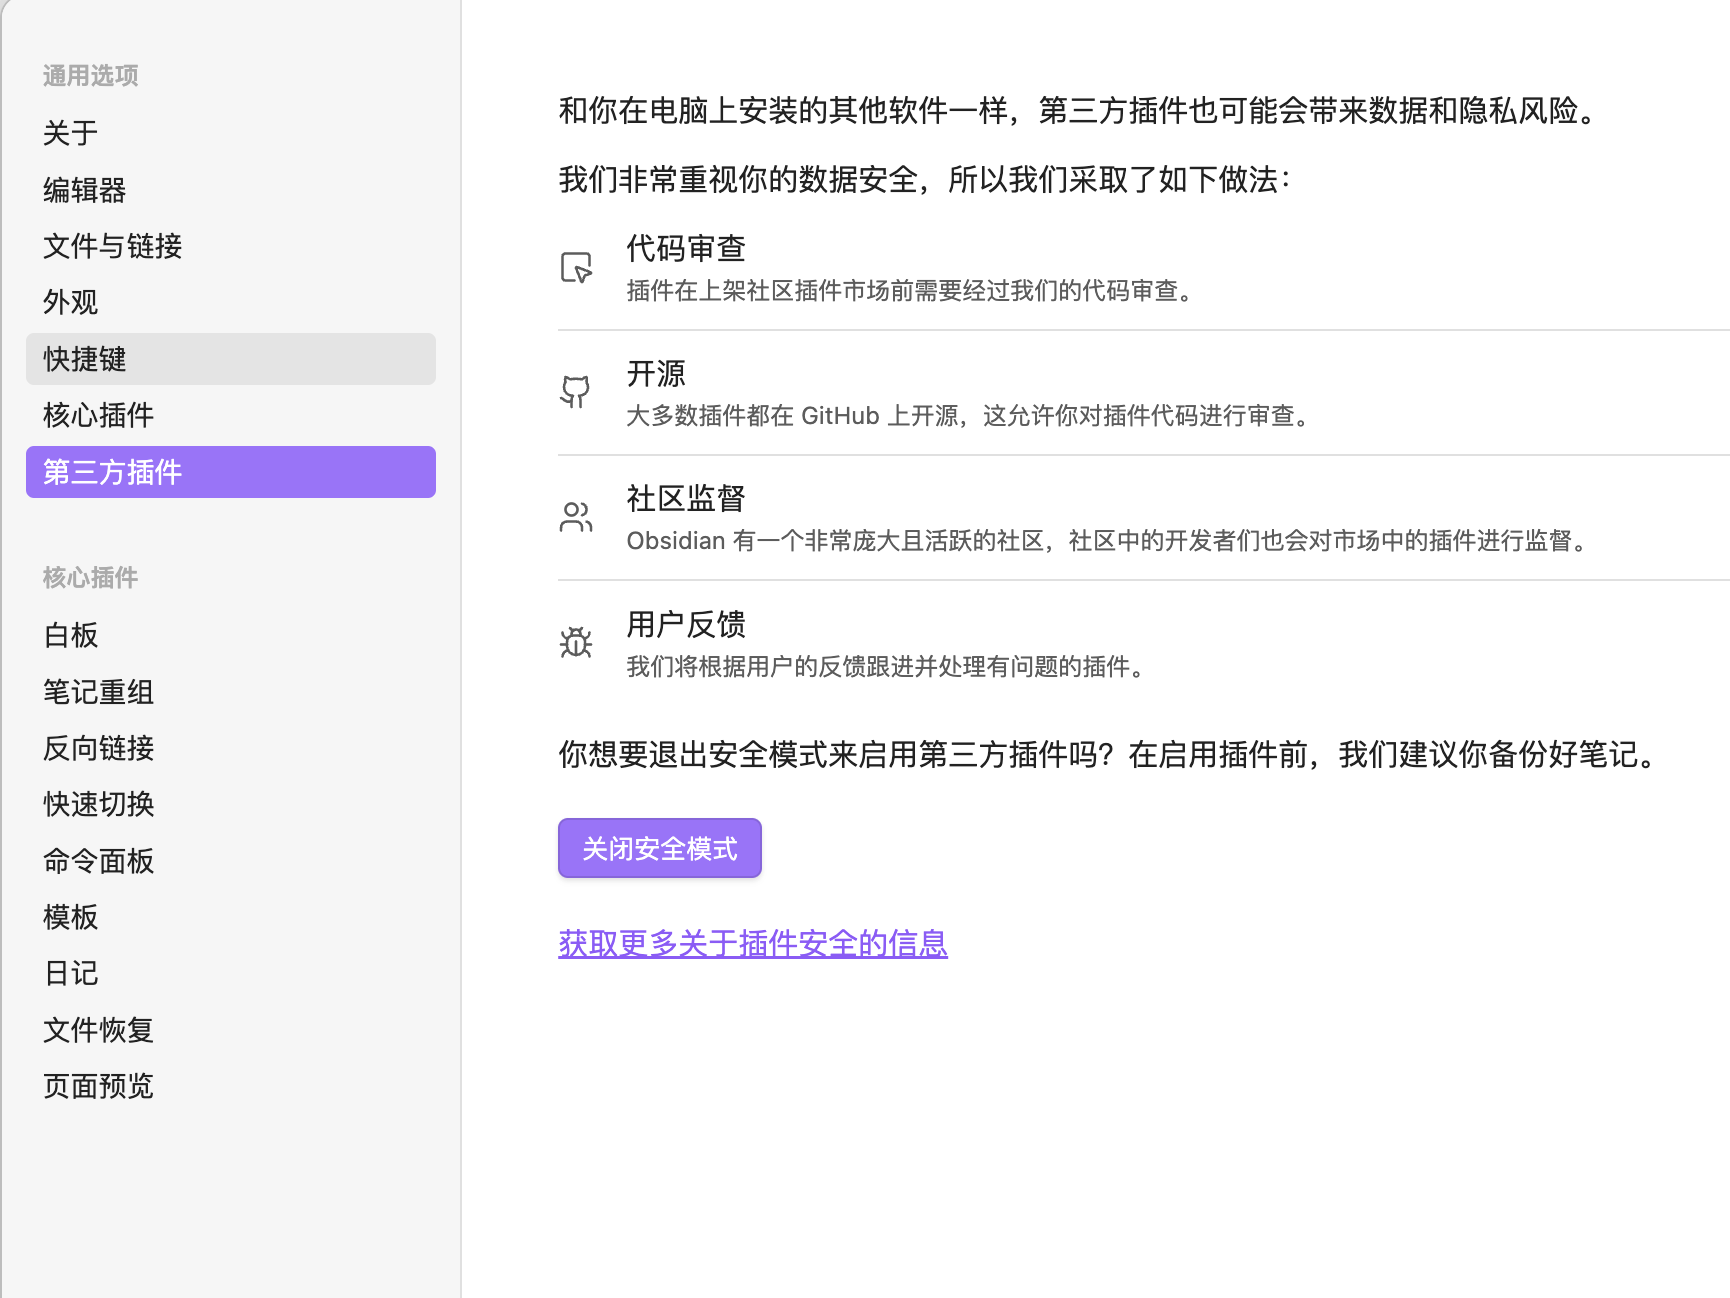 通用选项
关于
编辑器
文件与链接
外观
快捷键
核心插件
第三方插件
核心插件
白板
笔记重组
反向链接
快速切换
命令面板
模板
日记
文件恢复
页面预览
和你在电脑上安装的其他软件一样，第三方插件也可能会带来数据和隐私风险。
我们非常重视你的数据安全，所以我们采取了如下做法：
代码审查
插件在上架社区插件市场前需要经过我们的代码审查。
开源
大多数插件都在 GitHub 上开源，这允许你对插件代码进行审查。
社区监督
Obsidian 有一个非常庞大且活跃的社区，社区中的开发者们也会对市场中的插件进行监督。
用户反馈
我们将根据用户的反馈跟进并处理有问题的插件。
你想要退出安全模式来启用第三方插件吗？在启用插件前，我们建议你备份好笔记。
关闭安全模式
获取更多关于插件安全的信息